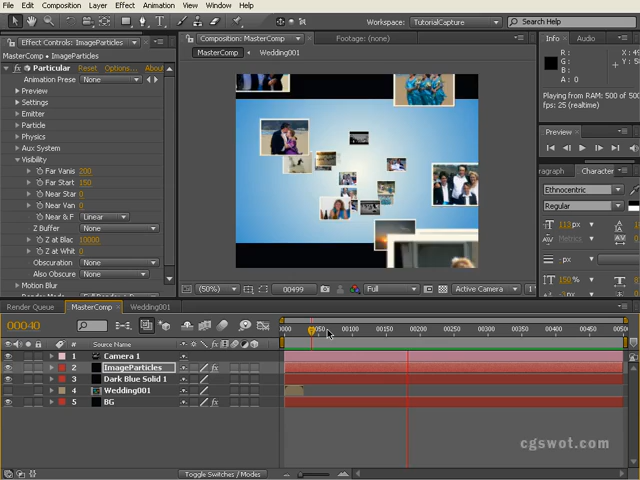 File Edit Composition Layer Effect Animation View Window Help
Workspace: TutorialCapture Search Help
Effect Controls: ImageParticles
MasterComp • ImageParticles
Particular Reset Options... Abou
Animation Prese None
Preview
Settings
Emitter
Particle
Physics
Aux System
Visibility
Far Vanis 200
Far Start 150
Near Star 0
Near Van 0
Near & F Linear
Z Buffer None
Z at Blac 10000
Z at Whit 0
Obscuration None
Also Obscure None
Motion Blur
Composition: MasterComp Footage: (none)
MasterComp Wedding001
(50%) 00499 Full Active Camera
Info Audio
R :
G :
B :
A : 0
Playing from RAM: 500 of 500
fps: 25 (realtime)
Preview
aragraph Character
Ethnocentric
Regular
113 px
Metrics
px
150 %
Render Queue MasterComp Wedding001
00040
# Source Name
0000 0050 00100 00150 00200 00250 00300 00350 00400 00450 0050
1 Camera 1
2 ImageParticles
3 Dark Blue Solid 1
4 Wedding001
5 BG
Toggle Switches / Modes
cgswot.com